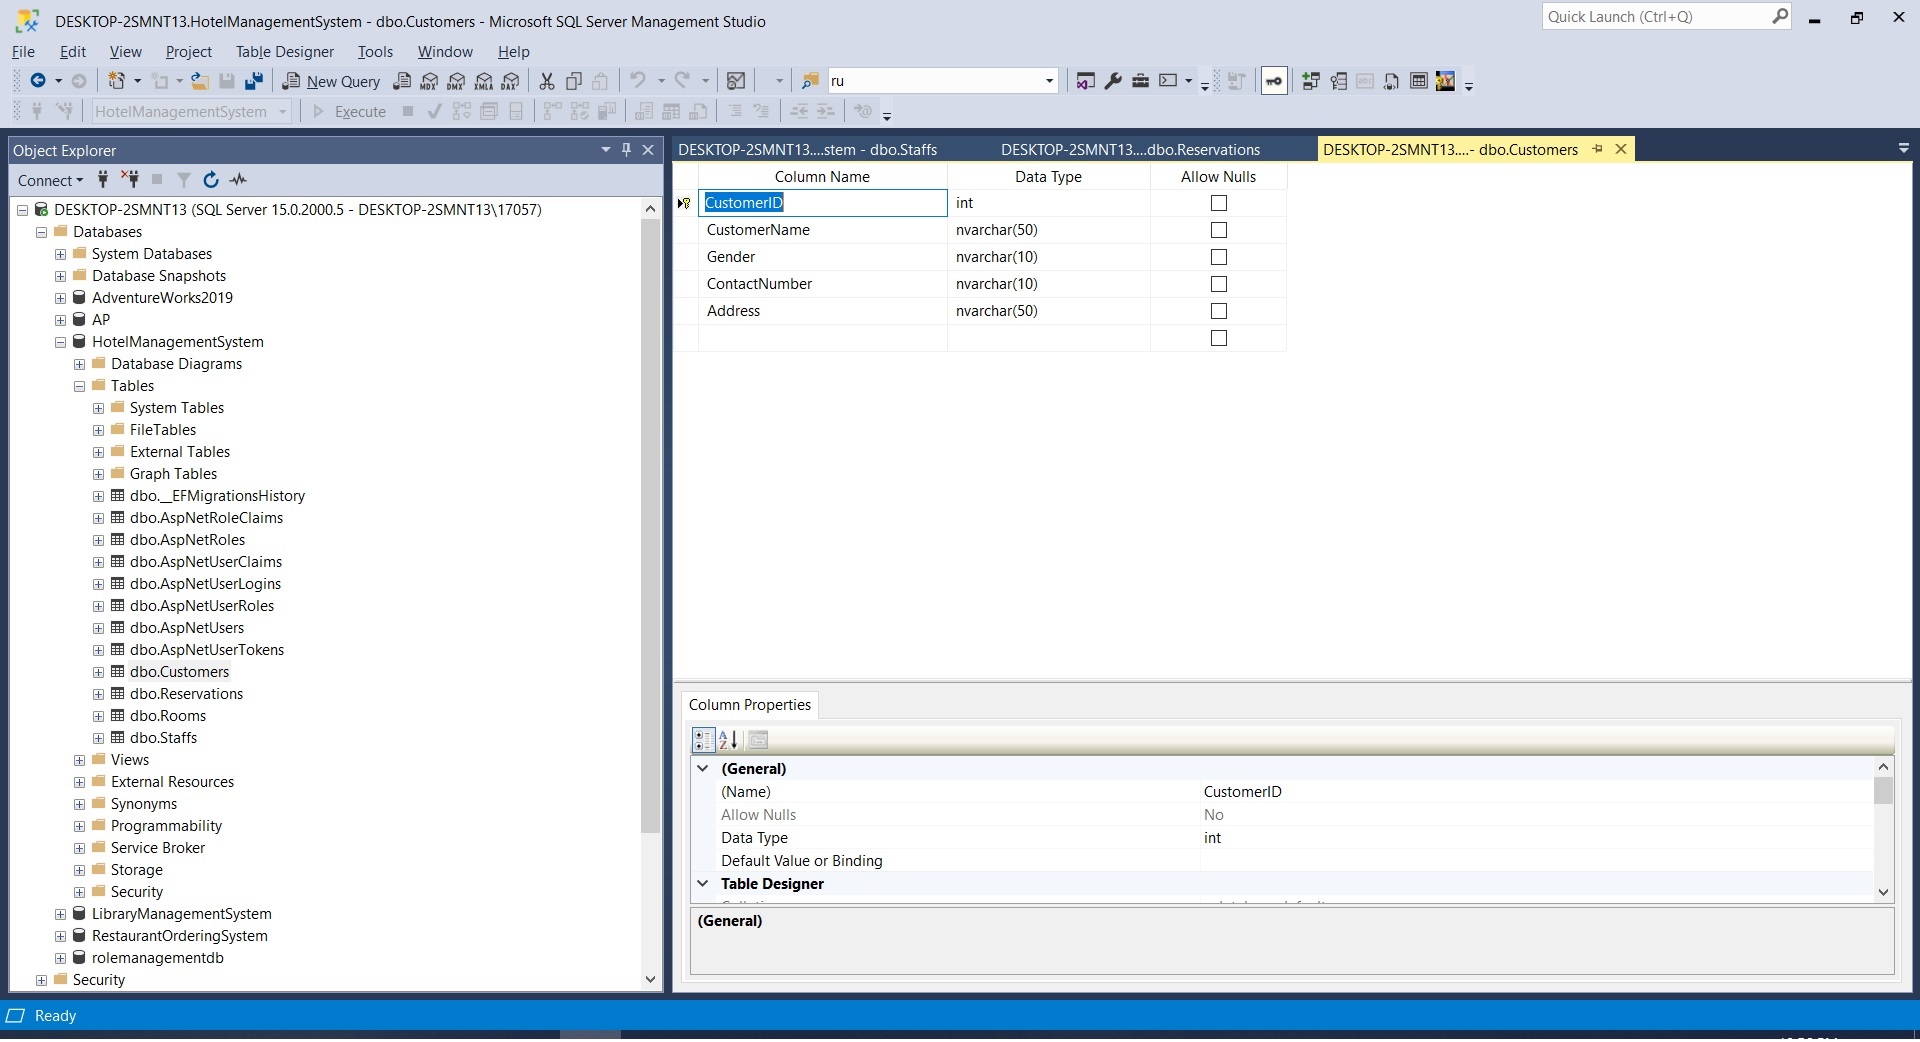 DESKTOP-2SMNT13.HotelManagementSystem - dbo.Customers - Microsoft SQL Server Management Studio
Quick Launch (Ctrl+Q)
File Edit View Project Table Designer Tools Window Help
New Query MDX DMX XMLA DAX ru
HotelManagementSystem Execute
Object Explorer
Connect
DESKTOP-2SMNT13 (SQL Server 15.0.2000.5 - DESKTOP-2SMNT13\17057)
Databases
System Databases
Database Snapshots
AdventureWorks2019
AP
HotelManagementSystem
Database Diagrams
Tables
System Tables
FileTables
External Tables
Graph Tables
dbo.__EFMigrationsHistory
dbo.AspNetRoleClaims
dbo.AspNetRoles
dbo.AspNetUserClaims
dbo.AspNetUserLogins
dbo.AspNetUserRoles
dbo.AspNetUsers
dbo.AspNetUserTokens
dbo.Customers
dbo.Reservations
dbo.Rooms
dbo.Staffs
Views
External Resources
Synonyms
Programmability
Service Broker
Storage
Security
LibraryManagementSystem
RestaurantOrderingSystem
rolemanagementdb
Security
DESKTOP-2SMNT13....stem - dbo.Staffs DESKTOP-2SMNT13....dbo.Reservations DESKTOP-2SMNT13....- dbo.Customers
Column Name Data Type Allow Nulls
CustomerID int
CustomerName nvarchar(50)
Gender nvarchar(10)
ContactNumber nvarchar(10)
Address nvarchar(50)
Column Properties
(General)
(Name) CustomerID
Allow Nulls No
Data Type int
Default Value or Binding
Table Designer
(General)
Ready